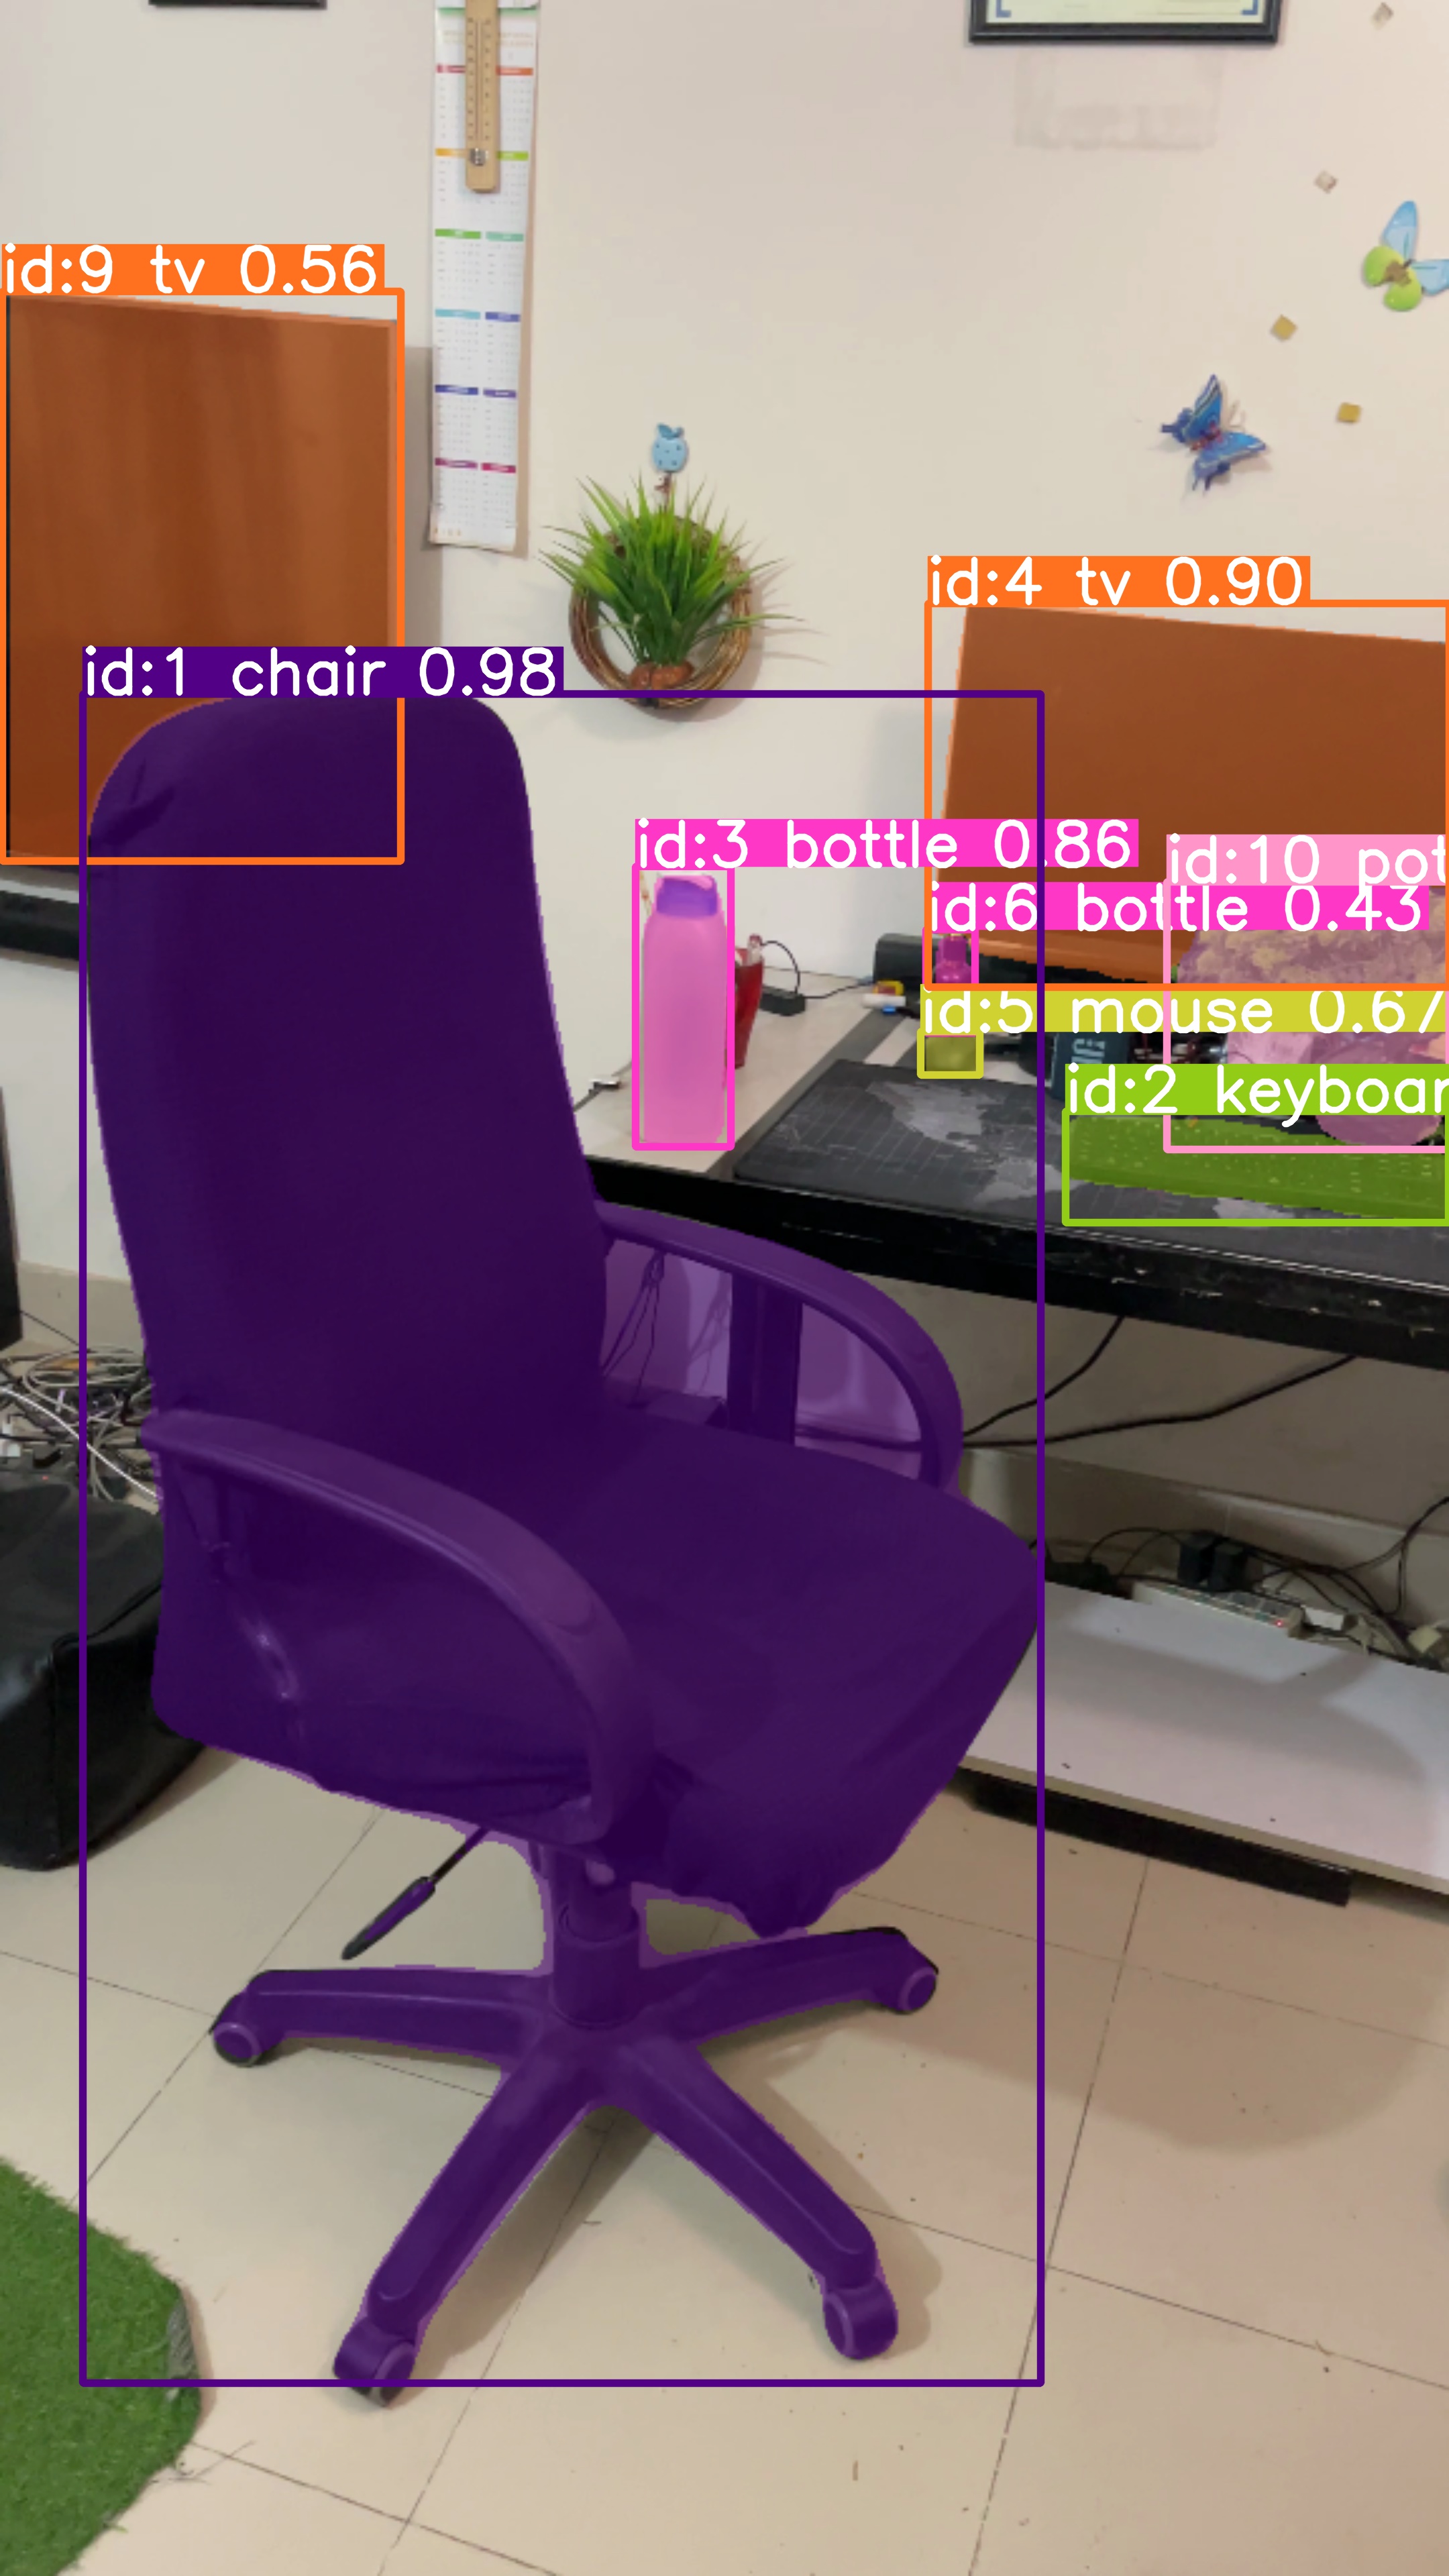 id:9 tv 0.56
id:4 tv 0.90
id:1 chair 0.98
id:3 bottle 0.86
id:10 pot
id:6 bottle 0.43
id:5 mouse 0.67
id:2 keyboar